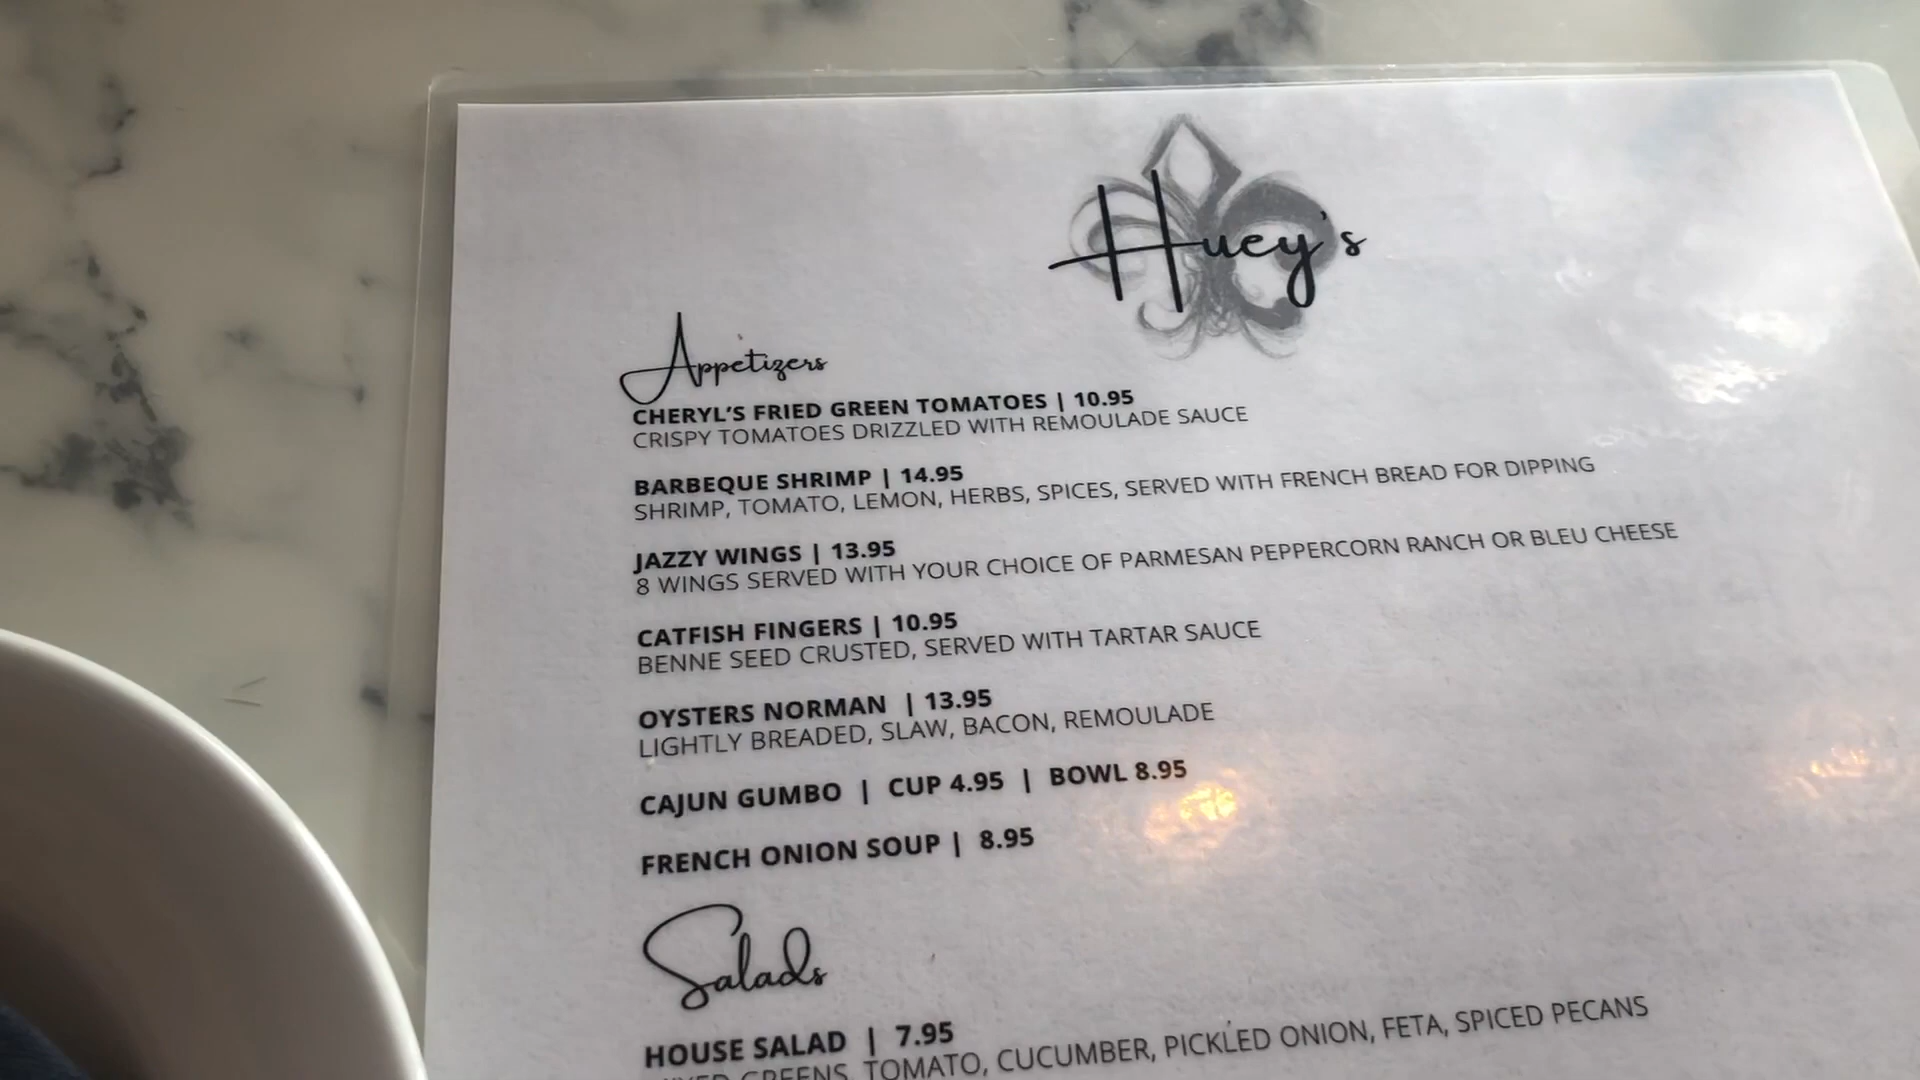 Huey's
Appetizers
CHERYL'S FRIED GREEN TOMATOES | 10.95
CRISPY TOMATOES DRIZZLED WITH REMOULADE SAUCE
BARBEQUE SHRIMP | 14.95
SHRIMP, TOMATO, LEMON, HERBS, SPICES, SERVED WITH FRENCH BREAD FOR DIPPING
JAZZY WINGS | 13.95
8 WINGS SERVED WITH YOUR CHOICE OF PARMESAN PEPPERCORN RANCH OR BLEU CHEESE
CATFISH FINGERS | 10.95
BENNE SEED CRUSTED, SERVED WITH TARTAR SAUCE
OYSTERS NORMAN | 13.95
LIGHTLY BREADED, SLAW, BACON, REMOULADE
CAJUN GUMBO | CUP 4.95 | BOWL 8.95
FRENCH ONION SOUP | 8.95
Salads
HOUSE SALAD | 7.95
GREENS, TOMATO, CUCUMBER, PICKLED ONION, FETA, SPICED PECANS